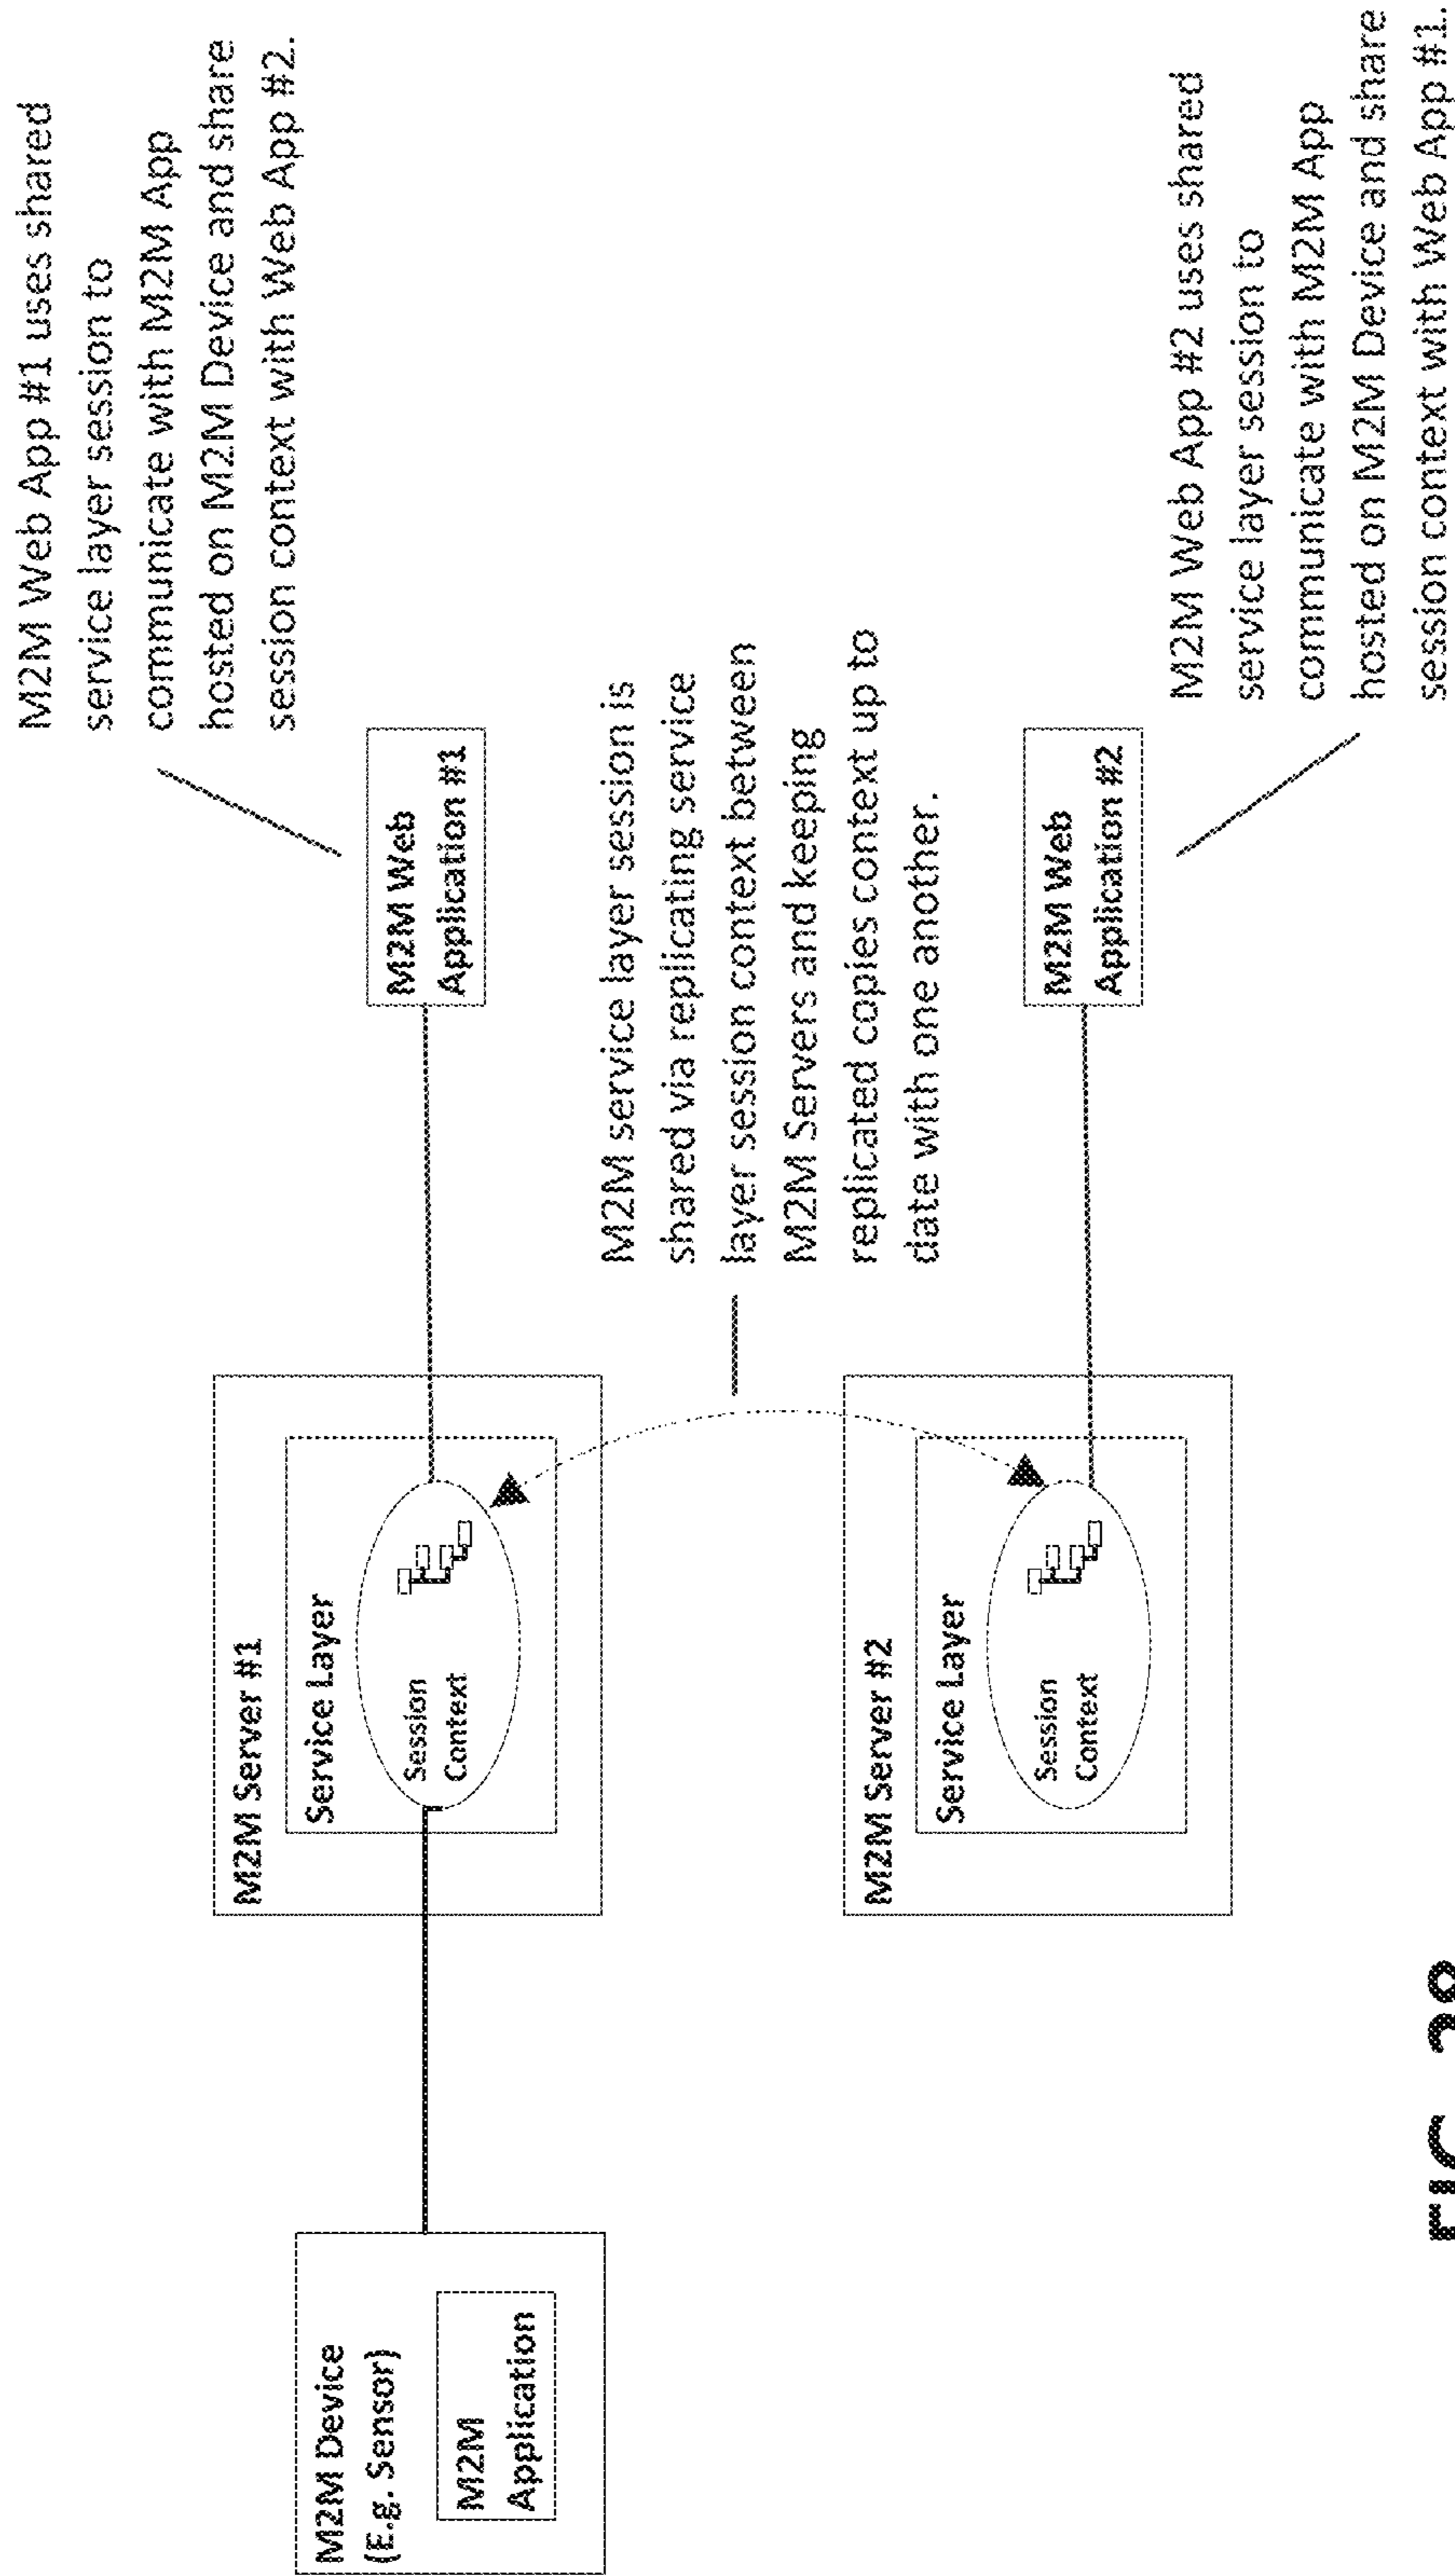 M2M Device
(E.g. Sensor)
M2M
Application
M2M Server #1
Service Layer
Session
Context
M2M Web
Application #1
M2M Web App #1 uses shared
service layer session to
communicate with M2M App
hosted on M2M Device and share
session context with Web App #2.
M2M service layer session is
shared via replicating service
layer session context between
M2M Servers and keeping
replicated copies context up to
date with one another.
M2M Server #2
Service Layer
Session
Context
M2M Web
Application #2
M2M Web App #2 uses shared
service layer session to
communicate with M2M App
hosted on M2M Device and share
session context with Web App #1.